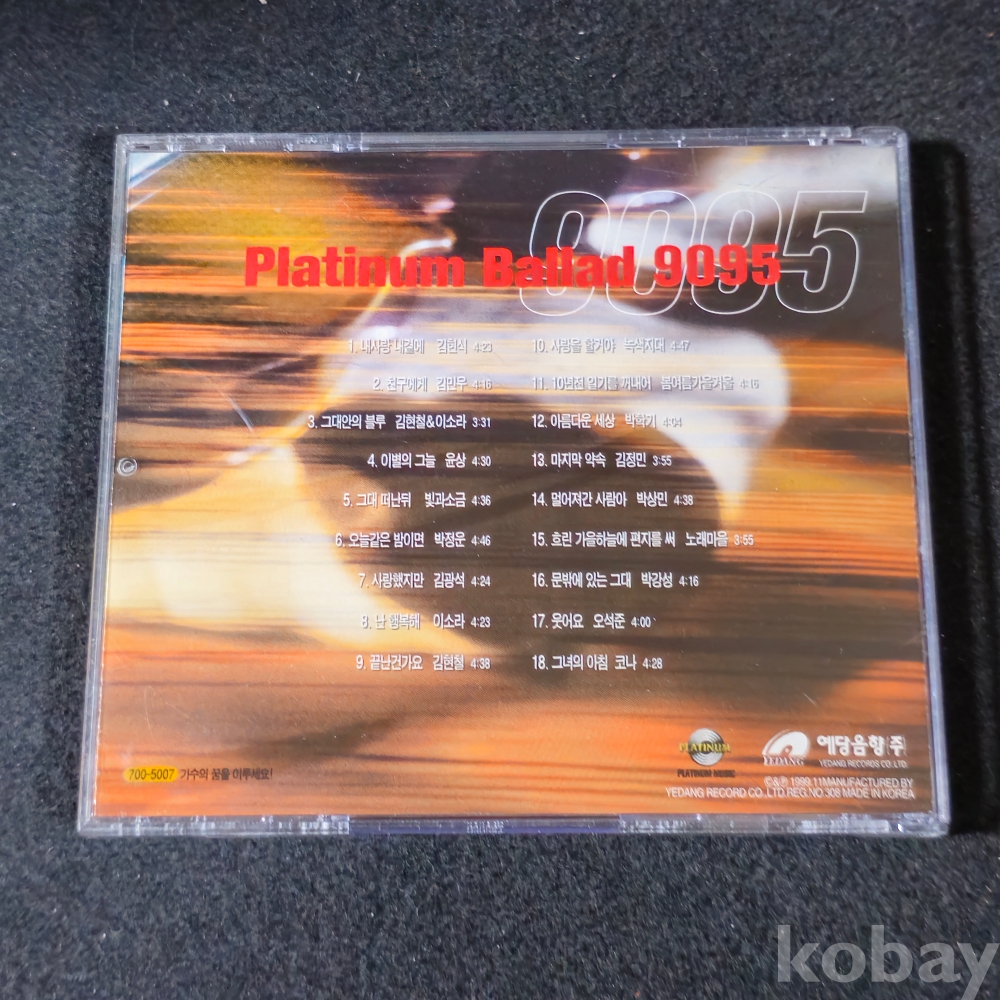 9095
Platinum Ballad 9095
1. 내사랑 내곁에 김현식 4:23
2. 친구에게 김민우 4:16
3. 그대안의 블루 김현철&이소라 3:31
4. 이별의 그늘 윤상 4:30
5. 그대 떠난뒤 빛과소금 4:36
6. 오늘같은 밤이면 박정운 4:46
7. 사랑했지만 김광석 4:24
8. 난 행복해 이소라 4:23
9. 끝난건가요 김현철 4:38
10. 사랑을 할거야 녹색지대 4:47
11. 10년전 일기를 꺼내어 봄여름가을겨울 4:16
12. 아름다운 세상 박학기 4:04
13. 마지막 약속 김정민 3:55
14. 멀어져간 사람아 박상민 4:38
15. 흐린 가을하늘에 편지를 써 노래마을 3:55
16. 문밖에 있는 그대 박강성 4:16
17. 웃어요 오석준 4:00
18. 그녀의 아침 코나 4:28
700-5007 가수의 꿈을 이루세요!
PLATINUM
PLATINUM MUSIC
YEDANG
예당음향(주)
YEDANG RECORDS CO., LTD.
©&℗ 1999.11 MANUFACTURED BY
YEDANG RECORD CO., LTD. REG.NO.308 MADE IN KOREA
kobay